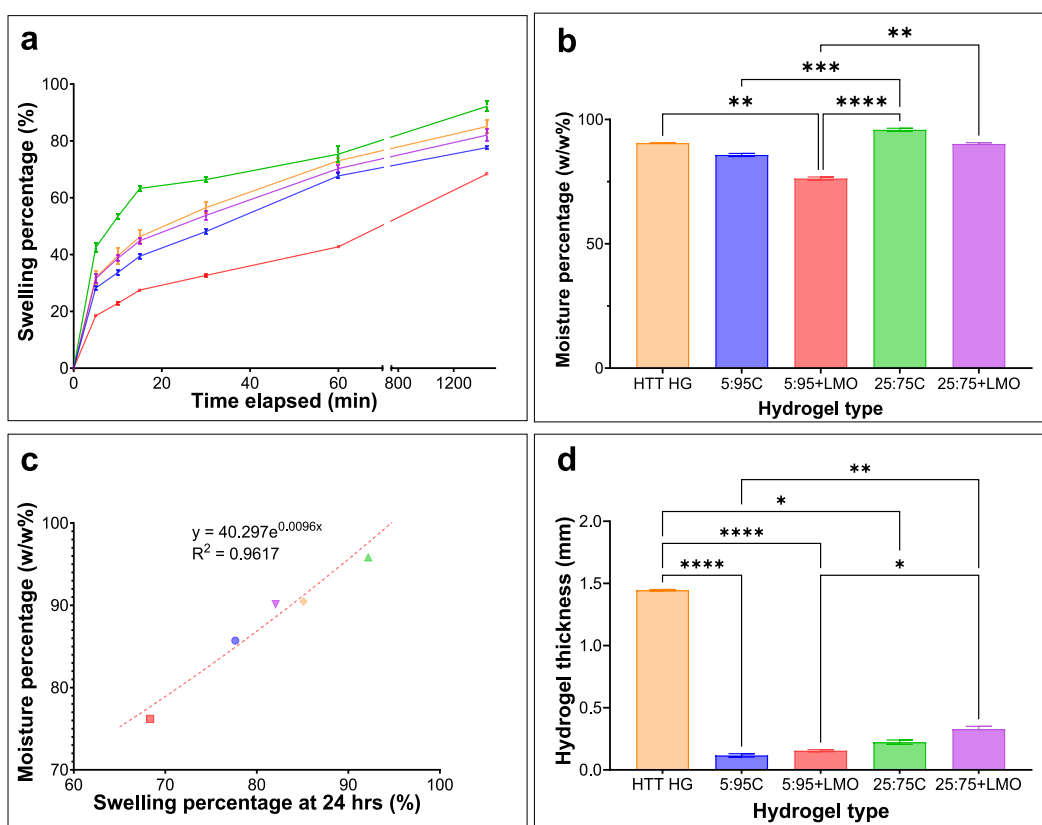 a
Swelling percentage (%)
100
80
60
40
20
0
0
20
40
60
800
1200
Time elapsed (min)
b
**
***
**
****
Moisture percentage (w/w%)
100
50
0
HTT HG
5:95C
5:95+LMO
25:75C
25:75+LMO
Hydrogel type
c
y = 40.297e^0.0096x
R² = 0.9617
Moisture percentage (w/w%)
100
90
80
70
60
70
80
90
100
Swelling percentage at 24 hrs (%)
d
**
*
****
****
*
Hydrogel thickness (mm)
2.0
1.5
1.0
0.5
0.0
HTT HG
5:95C
5:95+LMO
25:75C
25:75+LMO
Hydrogel type